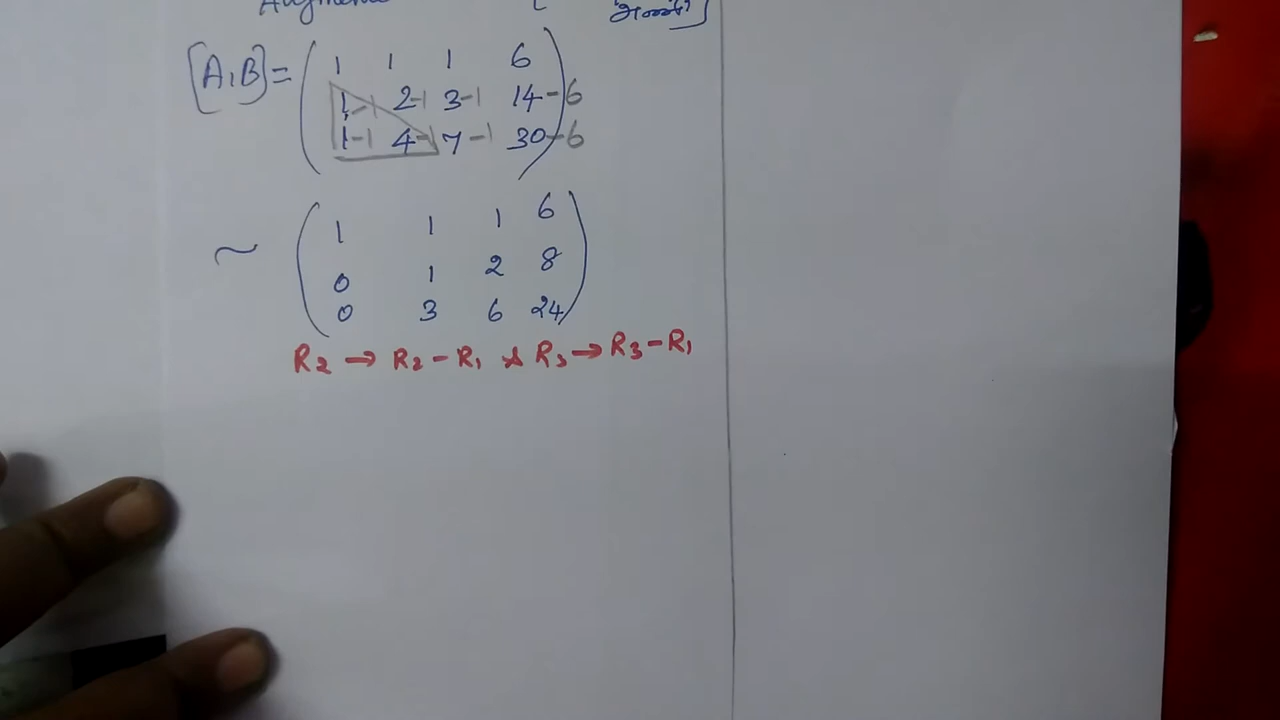 [A,B] = ( 1 1 1 6
1-1 2-1 3-1 14-6
1-1 4-1 7-1 30-6 )
~ ( 1 1 1 6
0 1 2 8
0 3 6 24 )
R2 → R2 - R1 & R3 → R3 - R1